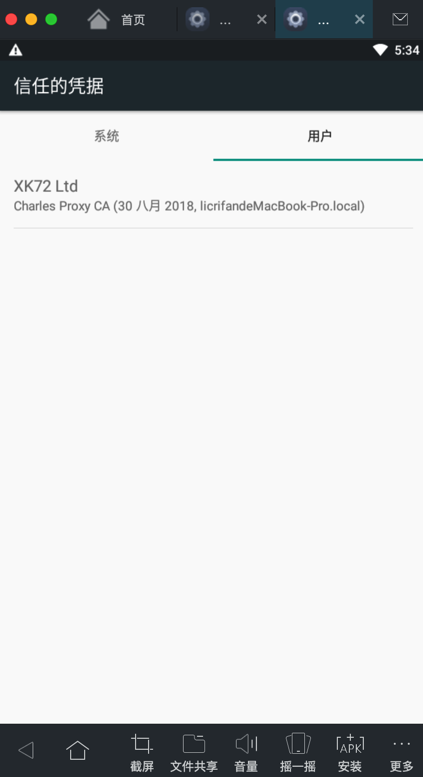 首页
...
...
5:34
信任的凭据
系统
用户
XK72 Ltd
Charles Proxy CA (30 八月 2018, licrifandeMacBook-Pro.local)
APK
截屏
文件共享
音量
摇一摇
安装
更多